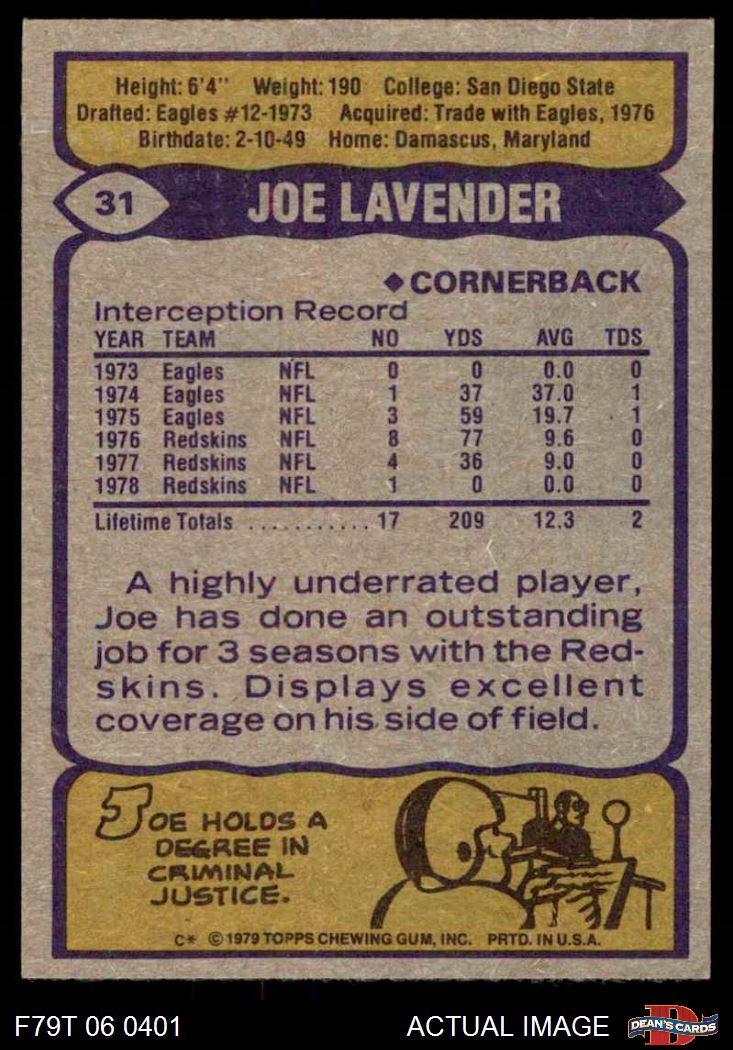 Height: 6'4" Weight: 190 College: San Diego State
Drafted: Eagles #12-1973 Acquired: Trade with Eagles, 1976
Birthdate: 2-10-49 Home: Damascus, Maryland
31 JOE LAVENDER
◆CORNERBACK
Interception Record
YEAR TEAM NO YDS AVG TDS
1973 Eagles NFL 0 0 0.0 0
1974 Eagles NFL 1 37 37.0 1
1975 Eagles NFL 3 59 19.7 1
1976 Redskins NFL 8 77 9.6 0
1977 Redskins NFL 4 36 9.0 0
1978 Redskins NFL 1 0 0.0 0
Lifetime Totals ........... 17 209 12.3 2
A highly underrated player,
Joe has done an outstanding
job for 3 seasons with the Red-
skins. Displays excellent
coverage on his side of field.
JOE HOLDS A
DEGREE IN
CRIMINAL
JUSTICE.
C* © 1979 TOPPS CHEWING GUM, INC. PRTD. IN U.S.A.
F79T 06 0401 ACTUAL IMAGE D DEAN'S CARDS